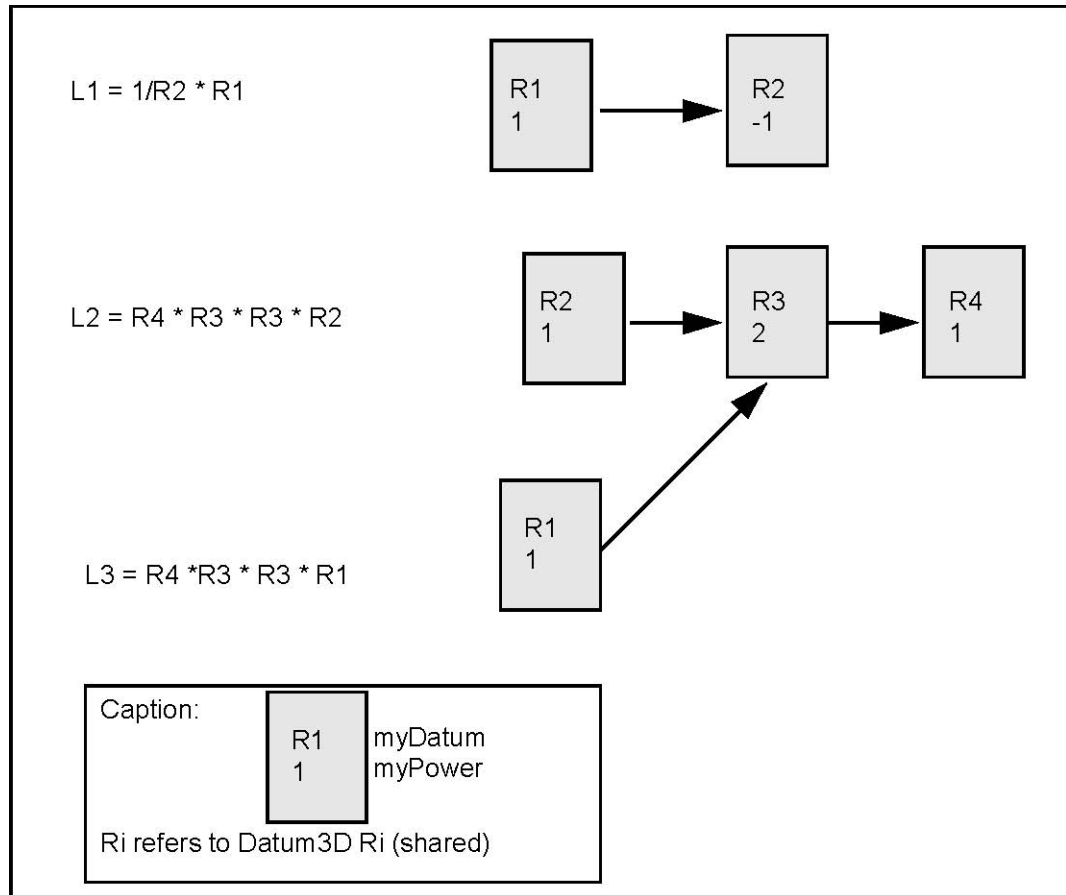 L1 = 1/R2 * R1
R1
1
R2
-1
L2 = R4 * R3 * R3 * R2
R2
1
R3
2
R4
1
L3 = R4 *R3 * R3 * R1
R1
1
Caption:
R1
1
myDatum
myPower
Ri refers to Datum3D Ri (shared)